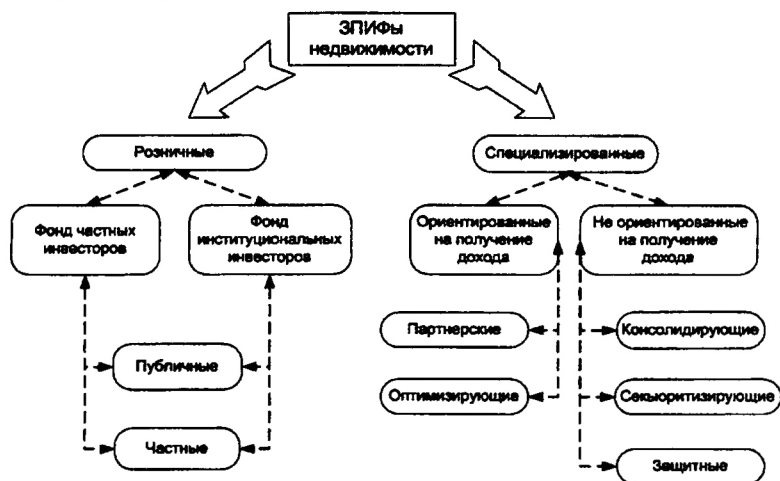 ЗПИФы
недвижимости
Розничные
Специализированные
Фонд частных
инвесторов
Фонд
институциональных
инвесторов
Ориентированные
на получение
дохода
Не ориентированные
на получение
дохода
Публичные
Частные
Партнерские
Оптимизирующие
Консолидирующие
Секьюритизирующие
Защитные